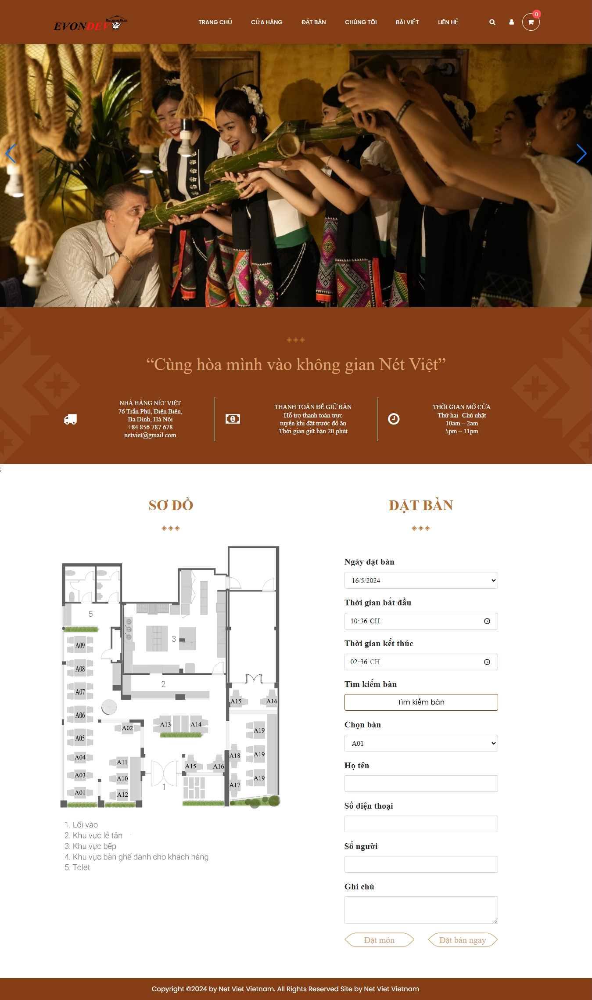 EVONDEV
Restaurant Decor
TRANG CHỦ
CỬA HÀNG
ĐẶT BÀN
CHÚNG TÔI
BÀI VIẾT
LIÊN HỆ
0
“Cùng hòa mình vào không gian Nét Việt”
NHÀ HÀNG NÉT VIỆT
76 Trần Phú, Điện Biên,
Ba Đình, Hà Nội
+84 856 787 678
netviet@gmail.com
1
THANH TOÁN ĐỂ GIỮ BÀN
Hỗ trợ thanh toán trực
tuyến khi đặt trước đồ ăn
Thời gian giữ bàn 20 phút
THỜI GIAN MỞ CỬA
Thứ hai- Chủ nhật
10am – 2am
5pm – 11pm
;
SƠ ĐỒ
5
3
2
1
A09
A08
A07
A06
A05
A04
A03
A01
A02
A11
A10
A12
A13
A14
A15
A16
A15
A16
A19
A18
A19
A17
A19
1. Lối vào
2. Khu vực lễ tân
3. Khu vực bếp
4. Khu vực bàn ghế dành cho khách hàng
5. Tolet
ĐẶT BÀN
Ngày đặt bàn
16/5/2024
Thời gian bắt đầu
10:36 CH
Thời gian kết thúc
02:36 CH
Tìm kiếm bàn
Tìm kiếm bàn
Chọn bàn
A01
Họ tên
Số điện thoại
Số người
Ghi chú
Đặt món
Đặt bàn ngay
Copyright ©2024 by Net Viet Vietnam. All Rights Reserved Site by Net Viet Vietnam